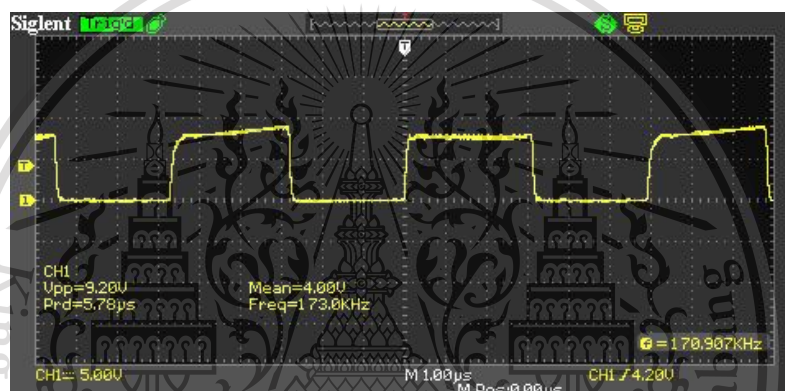 Siglent Trig'd
T
T
1
CH1
Vpp=9.20V Mean=4.00V
Prd=5.78µs Freq=173.0KHz
f =170.907KHz
CH1 5.00V M 1.00µs CH1 4.20V
M Pos:0.00µs